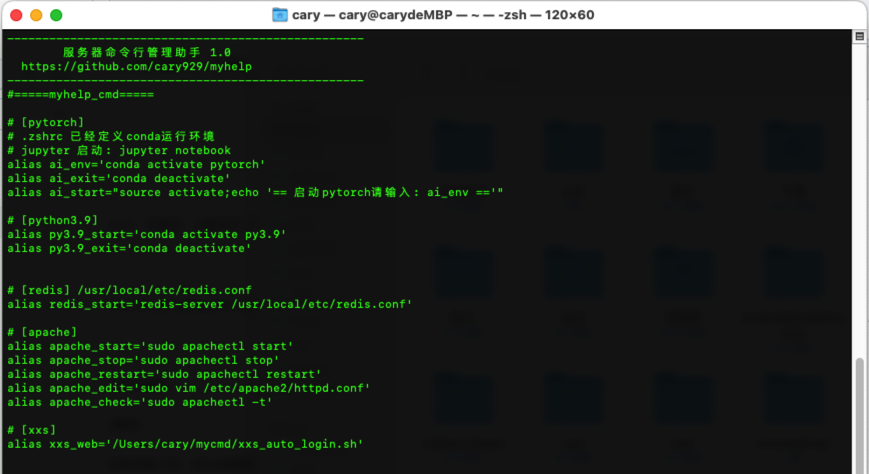 cary — cary@carydeMBP — ~ — -zsh — 120×60
---------------------------------------------------
服务器命令行管理助手 1.0
https://github.com/cary929/myhelp
---------------------------------------------------
#=====myhelp_cmd=====
# [pytorch]
# .zshrc 已经定义conda运行环境
# jupyter 启动: jupyter notebook
alias ai_env='conda activate pytorch'
alias ai_exit='conda deactivate'
alias ai_start="source activate;echo '== 启动pytorch请输入: ai_env =='"
# [python3.9]
alias py3.9_start='conda activate py3.9'
alias py3.9_exit='conda deactivate'
# [redis] /usr/local/etc/redis.conf
alias redis_start='redis-server /usr/local/etc/redis.conf'
# [apache]
alias apache_start='sudo apachectl start'
alias apache_stop='sudo apachectl stop'
alias apache_restart='sudo apachectl restart'
alias apache_edit='sudo vim /etc/apache2/httpd.conf'
alias apache_check='sudo apachectl -t'
# [xxs]
alias xxs_web='/Users/cary/mycmd/xxs_auto_login.sh'